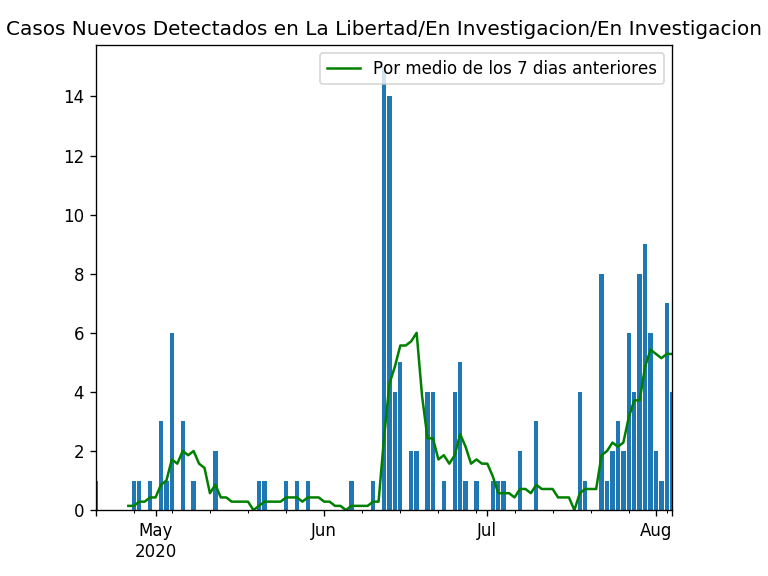 Casos Nuevos Detectados en La Libertad/En Investigacion/En Investigacion
Por medio de los 7 dias anteriores
14
12
10
8
6
4
2
0
May
2020
Jun
Jul
Aug